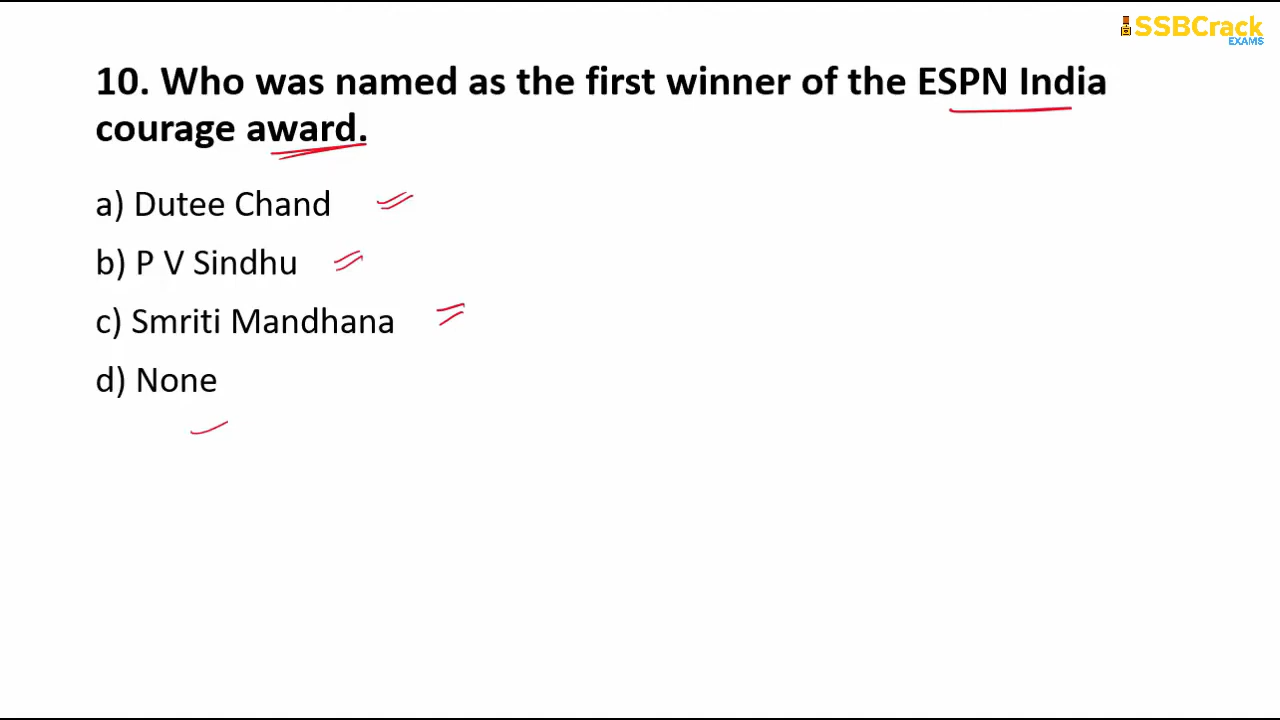 SSBCrack
EXAMS
10. Who was named as the first winner of the ESPN India
courage award.
a) Dutee Chand
b) P V Sindhu
c) Smriti Mandhana
d) None